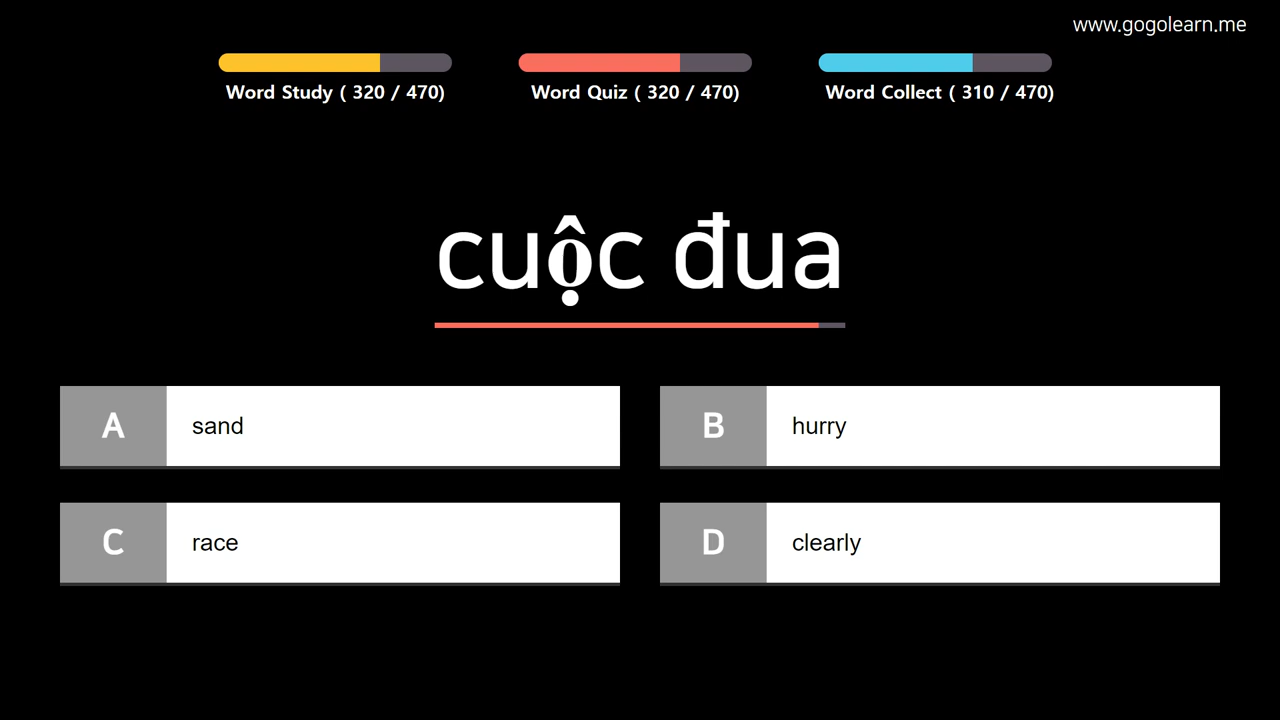 www.gogolearn.me
Word Study ( 320 / 470)
Word Quiz ( 320 / 470)
Word Collect ( 310 / 470)
cuộc đua
A sand
B hurry
C race
D clearly